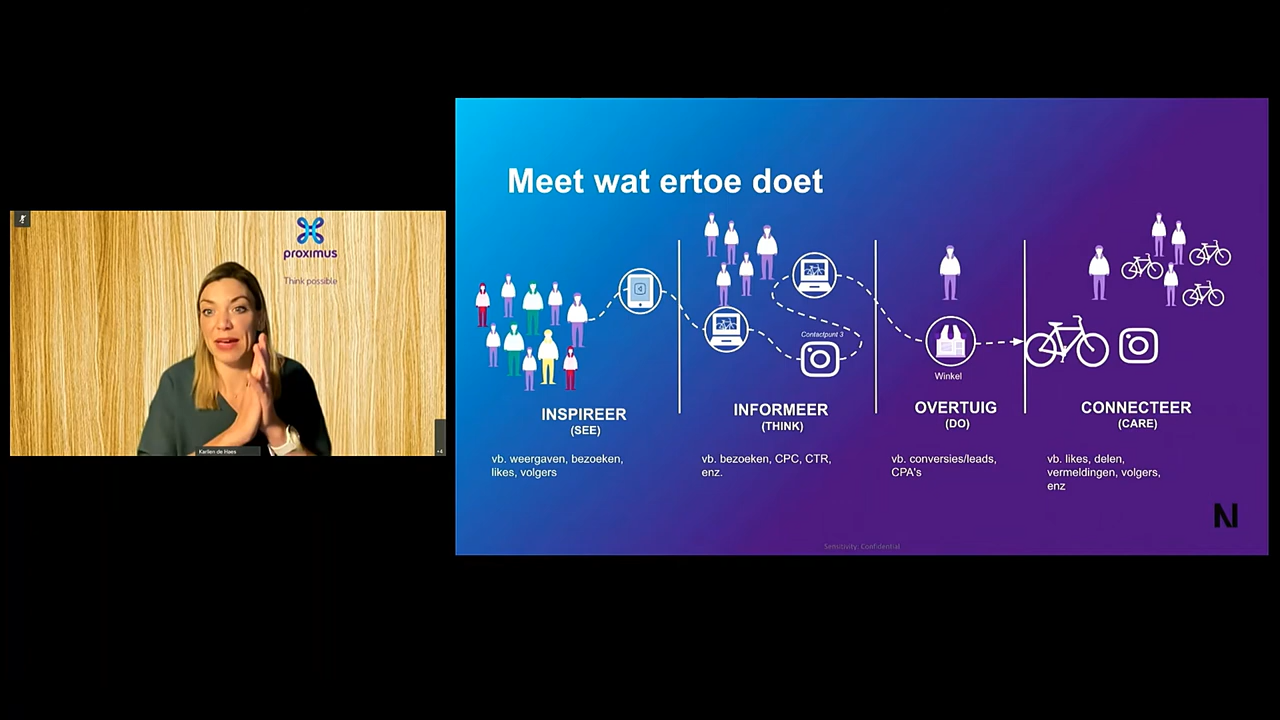 proximus
Think possible
Karlien de Haes
+4
Meet wat ertoe doet
Contactpunt 3
Winkel
INSPIREER
(SEE)
INFORMEER
(THINK)
OVERTUIG
(DO)
CONNECTEER
(CARE)
vb. weergaven, bezoeken,
likes, volgers
vb. bezoeken, CPC, CTR,
enz.
vb. conversies/leads,
CPA's
vb. likes, delen,
vermeldingen, volgers,
enz
N
Sensitivity: Confidential